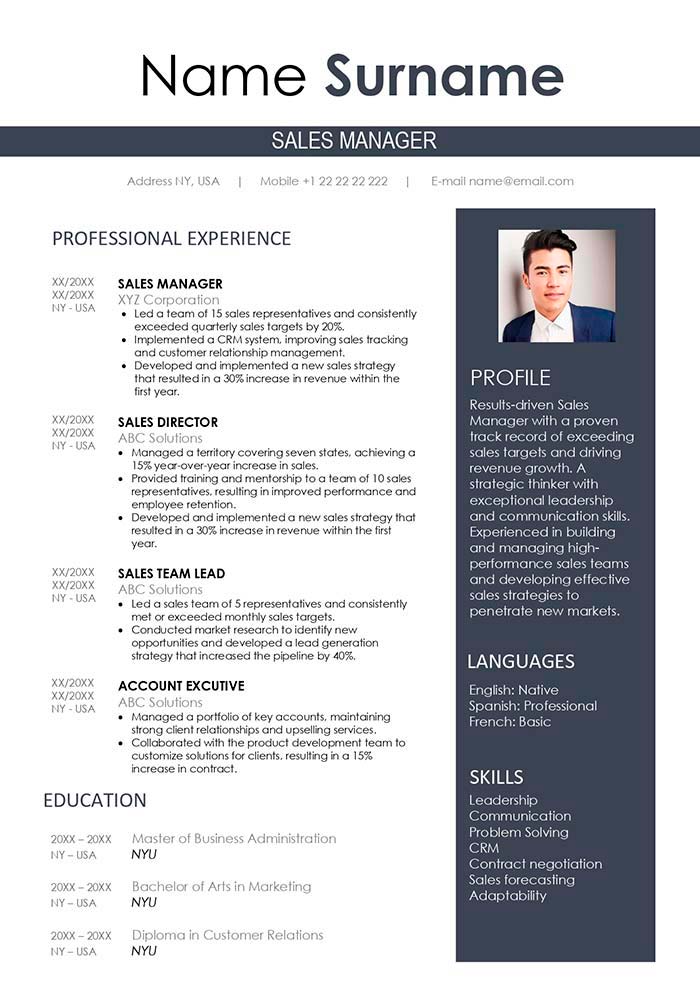 Name Surname
SALES MANAGER
Address NY, USA | Mobile +1 22 22 22 222 | E-mail name@email.com
PROFESSIONAL EXPERIENCE
XX/20XX
XX/20XX
NY - USA
SALES MANAGER
XYZ Corporation
• Led a team of 15 sales representatives and consistently
exceeded quarterly sales targets by 20%.
• Implemented a CRM system, improving sales tracking
and customer relationship management.
• Developed and implemented a new sales strategy
that resulted in a 30% increase in revenue within the
first year.
XX/20XX
XX/20XX
NY - USA
SALES DIRECTOR
ABC Solutions
• Managed a territory covering seven states, achieving a
15% year-over-year increase in sales.
• Provided training and mentorship to a team of 10 sales
representatives, resulting in improved performance and
employee retention.
• Developed and implemented a new sales strategy that
resulted in a 30% increase in revenue within the first
year.
XX/20XX
XX/20XX
NY - USA
SALES TEAM LEAD
ABC Solutions
• Led a sales team of 5 representatives and consistently
met or exceeded monthly sales targets.
• Conducted market research to identify new
opportunities and developed a lead generation
strategy that increased the pipeline by 40%.
XX/20XX
XX/20XX
NY - USA
ACCOUNT EXCUTIVE
ABC Solutions
• Managed a portfolio of key accounts, maintaining
strong client relationships and upselling services.
• Collaborated with the product development team to
customize solutions for clients, resulting in a 15%
increase in contract.
EDUCATION
20XX – 20XX
NY – USA
Master of Business Administration
NYU
20XX – 20XX
NY – USA
Bachelor of Arts in Marketing
NYU
20XX – 20XX
NY – USA
Diploma in Customer Relations
NYU
PROFILE
Results-driven Sales
Manager with a proven
track record of exceeding
sales targets and driving
revenue growth. A
strategic thinker with
exceptional leadership
and communication skills.
Experienced in building
and managing high-
performance sales teams
and developing effective
sales strategies to
penetrate new markets.
LANGUAGES
English: Native
Spanish: Professional
French: Basic
SKILLS
Leadership
Communication
Problem Solving
CRM
Contract negotiation
Sales forecasting
Adaptability